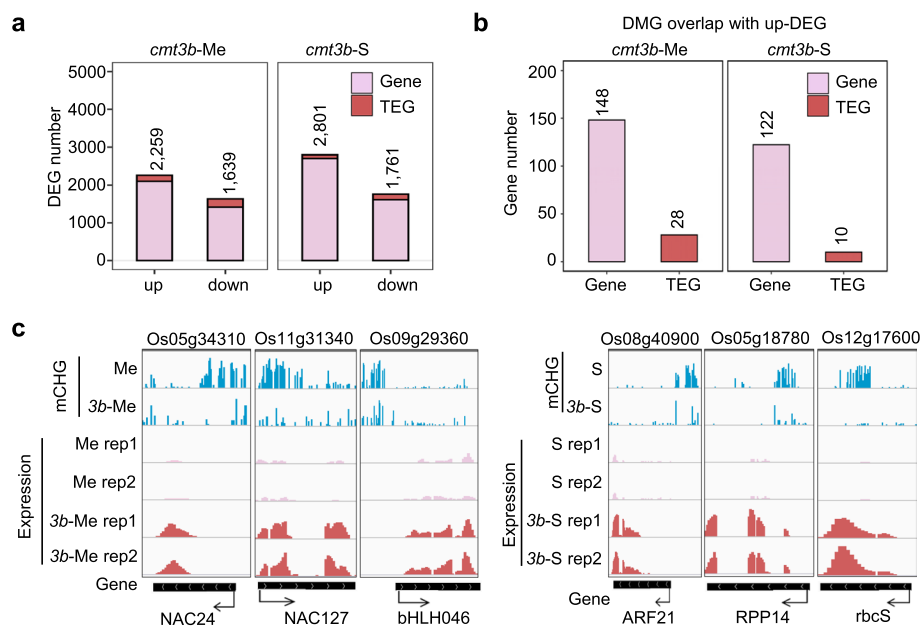 a
cmt3b-Me
cmt3b-S
DEG number
5000
4000
3000
2000
1000
0
2,259
1,639
2,801
1,761
Gene
TEG
up
down
up
down
b
DMG overlap with up-DEG
cmt3b-Me
cmt3b-S
Gene number
200
150
100
50
0
148
28
122
10
Gene
TEG
Gene
TEG
Gene
TEG
c
Os05g34310
Os11g31340
Os09g29360
mCHG
Me
3b-Me
Expression
Me rep1
Me rep2
3b-Me rep1
3b-Me rep2
Gene
NAC24
NAC127
bHLH046
Os08g40900
Os05g18780
Os12g17600
mCHG
S
3b-S
Expression
S rep1
S rep2
3b-S rep1
3b-S rep2
Gene
ARF21
RPP14
rbcS